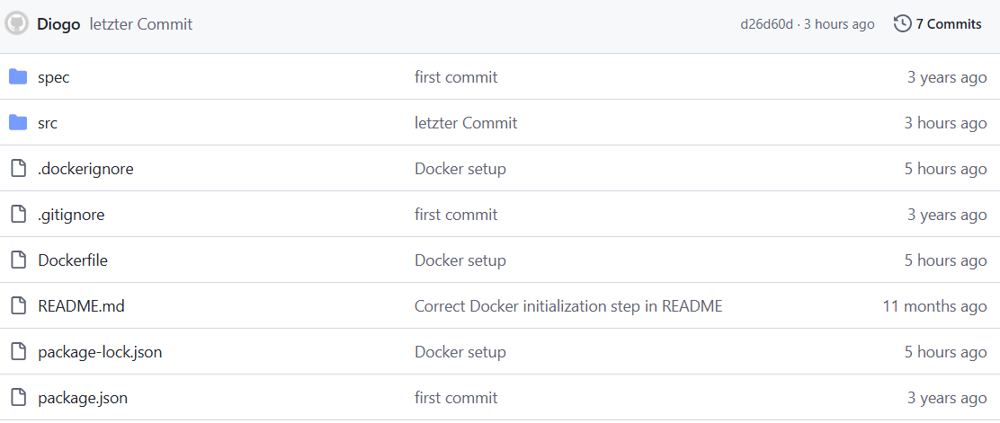 Diogo letzter Commit d26d60d · 3 hours ago 7 Commits
spec first commit 3 years ago
src letzter Commit 3 hours ago
.dockerignore Docker setup 5 hours ago
.gitignore first commit 3 years ago
Dockerfile Docker setup 5 hours ago
README.md Correct Docker initialization step in README 11 months ago
package-lock.json Docker setup 5 hours ago
package.json first commit 3 years ago